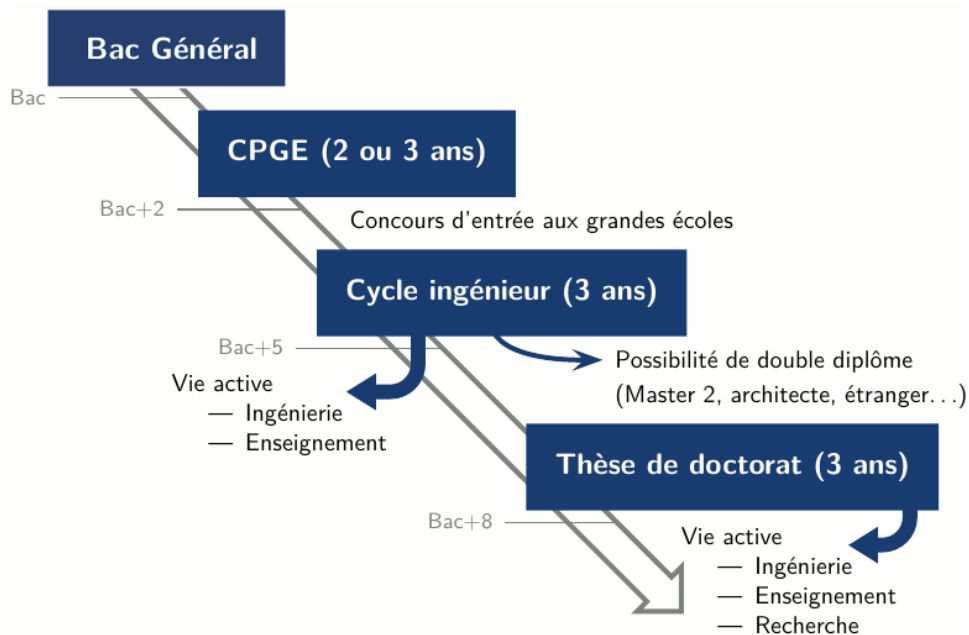 Bac Général
Bac
CPGE (2 ou 3 ans)
Bac+2
Concours d'entrée aux grandes écoles
Cycle ingénieur (3 ans)
Bac+5
Possibilité de double diplôme
(Master 2, architecte, étranger...)
Vie active
— Ingénierie
— Enseignement
Thèse de doctorat (3 ans)
Bac+8
Vie active
— Ingénierie
— Enseignement
— Recherche